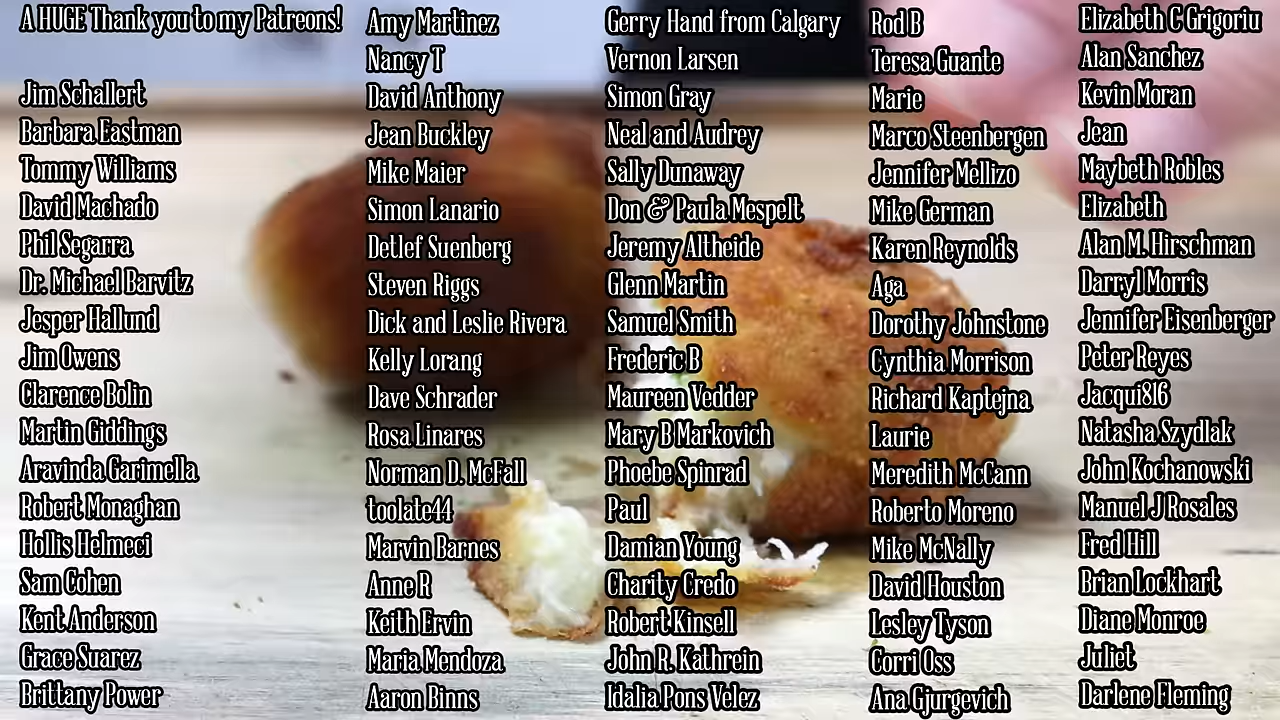 A HUGE Thank you to my Patreons!
Jim Schallert
Barbara Eastman
Tommy Williams
David Machado
Phil Segarra
Dr. Michael Barvitz
Jesper Hallund
Jim Owens
Clarence Bolin
Martin Giddings
Aravinda Garimella
Robert Monaghan
Hollis Helmeci
Sam Cohen
Kent Anderson
Grace Suarez
Brittany Power
Amy Martinez
Nancy T
David Anthony
Jean Buckley
Mike Maier
Simon Lanario
Detlef Suenberg
Steven Riggs
Dick and Leslie Rivera
Kelly Lorang
Dave Schrader
Rosa Linares
Norman D. McFall
toolate44
Marvin Barnes
Anne R
Keith Ervin
Maria Mendoza
Aaron Binns
Gerry Hand from Calgary
Vernon Larsen
Simon Gray
Neal and Audrey
Sally Dunaway
Don & Paula Mespelt
Jeremy Altheide
Glenn Martin
Samuel Smith
Frederic B
Maureen Vedder
Mary B Markovich
Phoebe Spinrad
Paul
Damian Young
Charity Credo
Robert Kinsell
John R. Kathrein
Idalia Pons Velez
Rod B
Teresa Guante
Marie
Marco Steenbergen
Jennifer Mellizo
Mike German
Karen Reynolds
Aga
Dorothy Johnstone
Cynthia Morrison
Richard Kaptejna
Laurie
Meredith McCann
Roberto Moreno
Mike McNally
David Houston
Lesley Tyson
Corri Oss
Ana Gjurgevich
Elizabeth C Grigoriu
Alan Sanchez
Kevin Moran
Jean
Maybeth Robles
Elizabeth
Alan M. Hirschman
Darryl Morris
Jennifer Eisenberger
Peter Reyes
Jacqui816
Natasha Szydlak
John Kochanowski
Manuel J Rosales
Fred Hill
Brian Lockhart
Diane Monroe
Juliet
Darlene Fleming